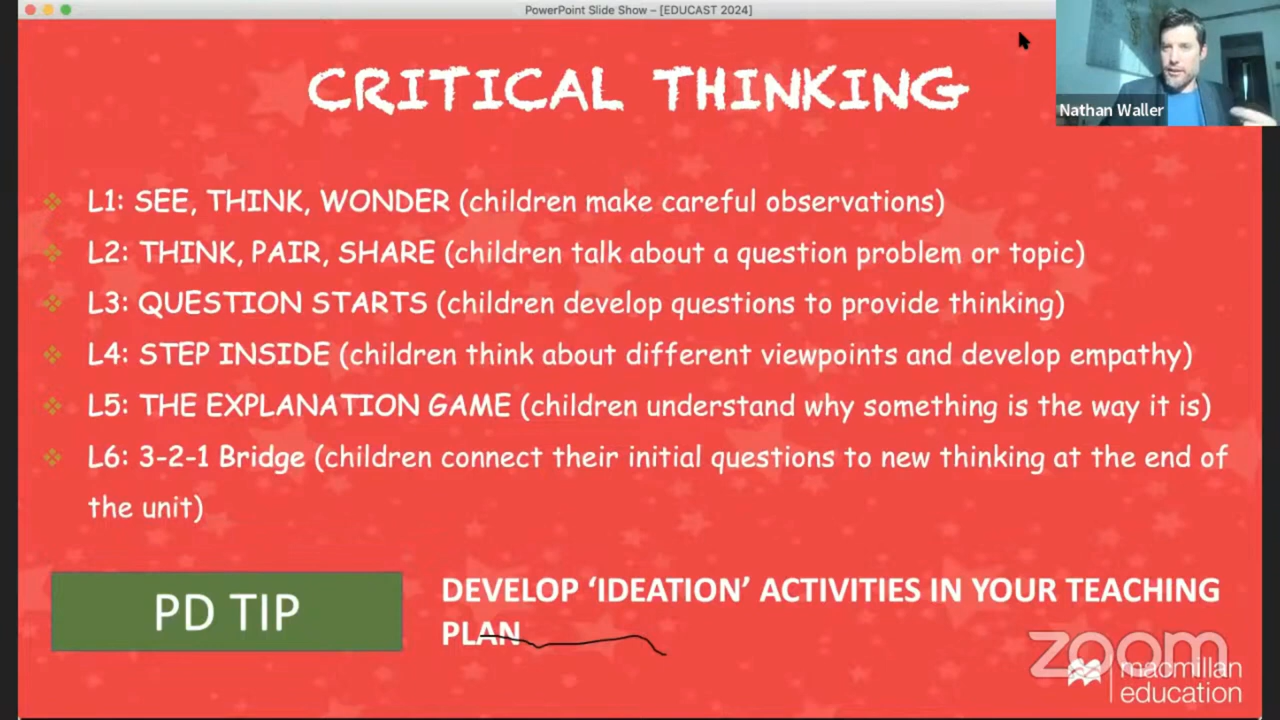 PowerPoint Slide Show – [EDUCAST 2024]
CRITICAL THINKING
Nathan Waller
L1: SEE, THINK, WONDER (children make careful observations)
L2: THINK, PAIR, SHARE (children talk about a question problem or topic)
L3: QUESTION STARTS (children develop questions to provide thinking)
L4: STEP INSIDE (children think about different viewpoints and develop empathy)
L5: THE EXPLANATION GAME (children understand why something is the way it is)
L6: 3-2-1 Bridge (children connect their initial questions to new thinking at the end of
the unit)
PD TIP
DEVELOP ‘IDEATION’ ACTIVITIES IN YOUR TEACHING
PLAN
zoom
macmillan
education